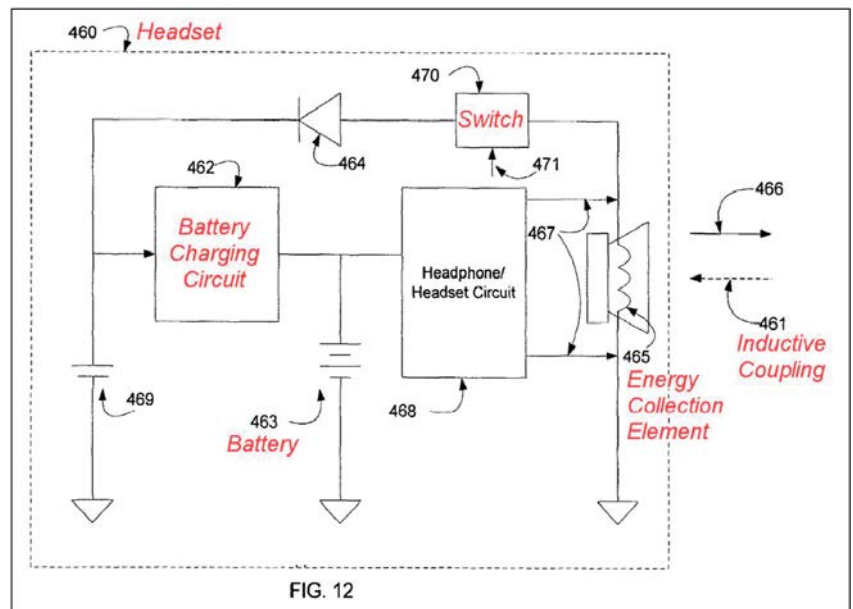 460 Headset
470
Switch
464
471
462
Battery
Charging
Circuit
467
466
Headphone/
Headset Circuit
461
Inductive
Coupling
465
Energy
Collection
Element
469
463
Battery
468
FIG. 12